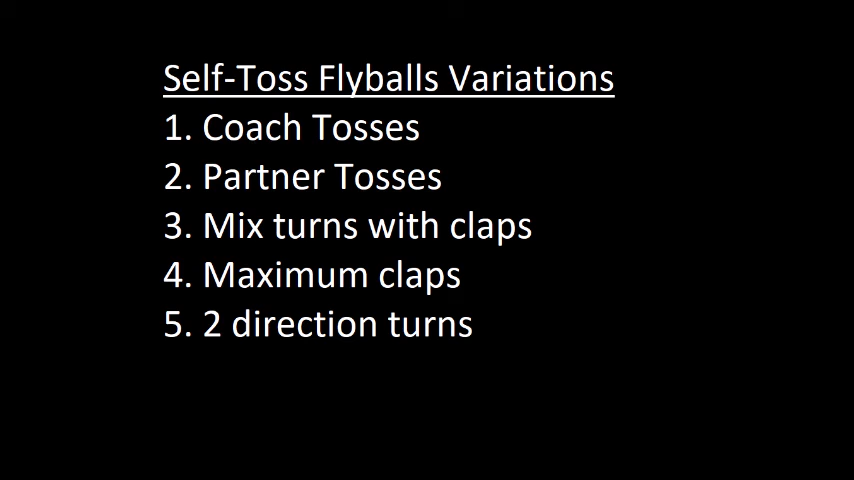 Self-Toss Flyballs Variations
1. Coach Tosses
2. Partner Tosses
3. Mix turns with claps
4. Maximum claps
5. 2 direction turns